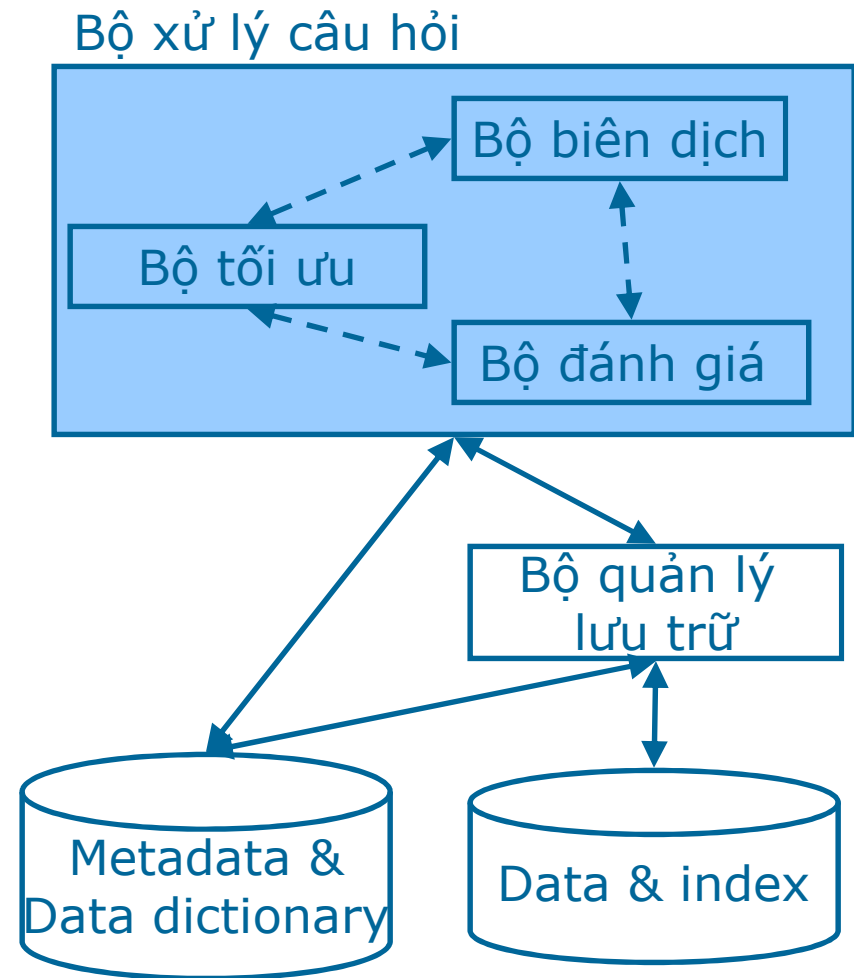 Bộ xử lý câu hỏi
Bộ biên dịch
Bộ tối ưu
Bộ đánh giá
Bộ quản lý
lưu trữ
Metadata &
Data dictionary
Data & index